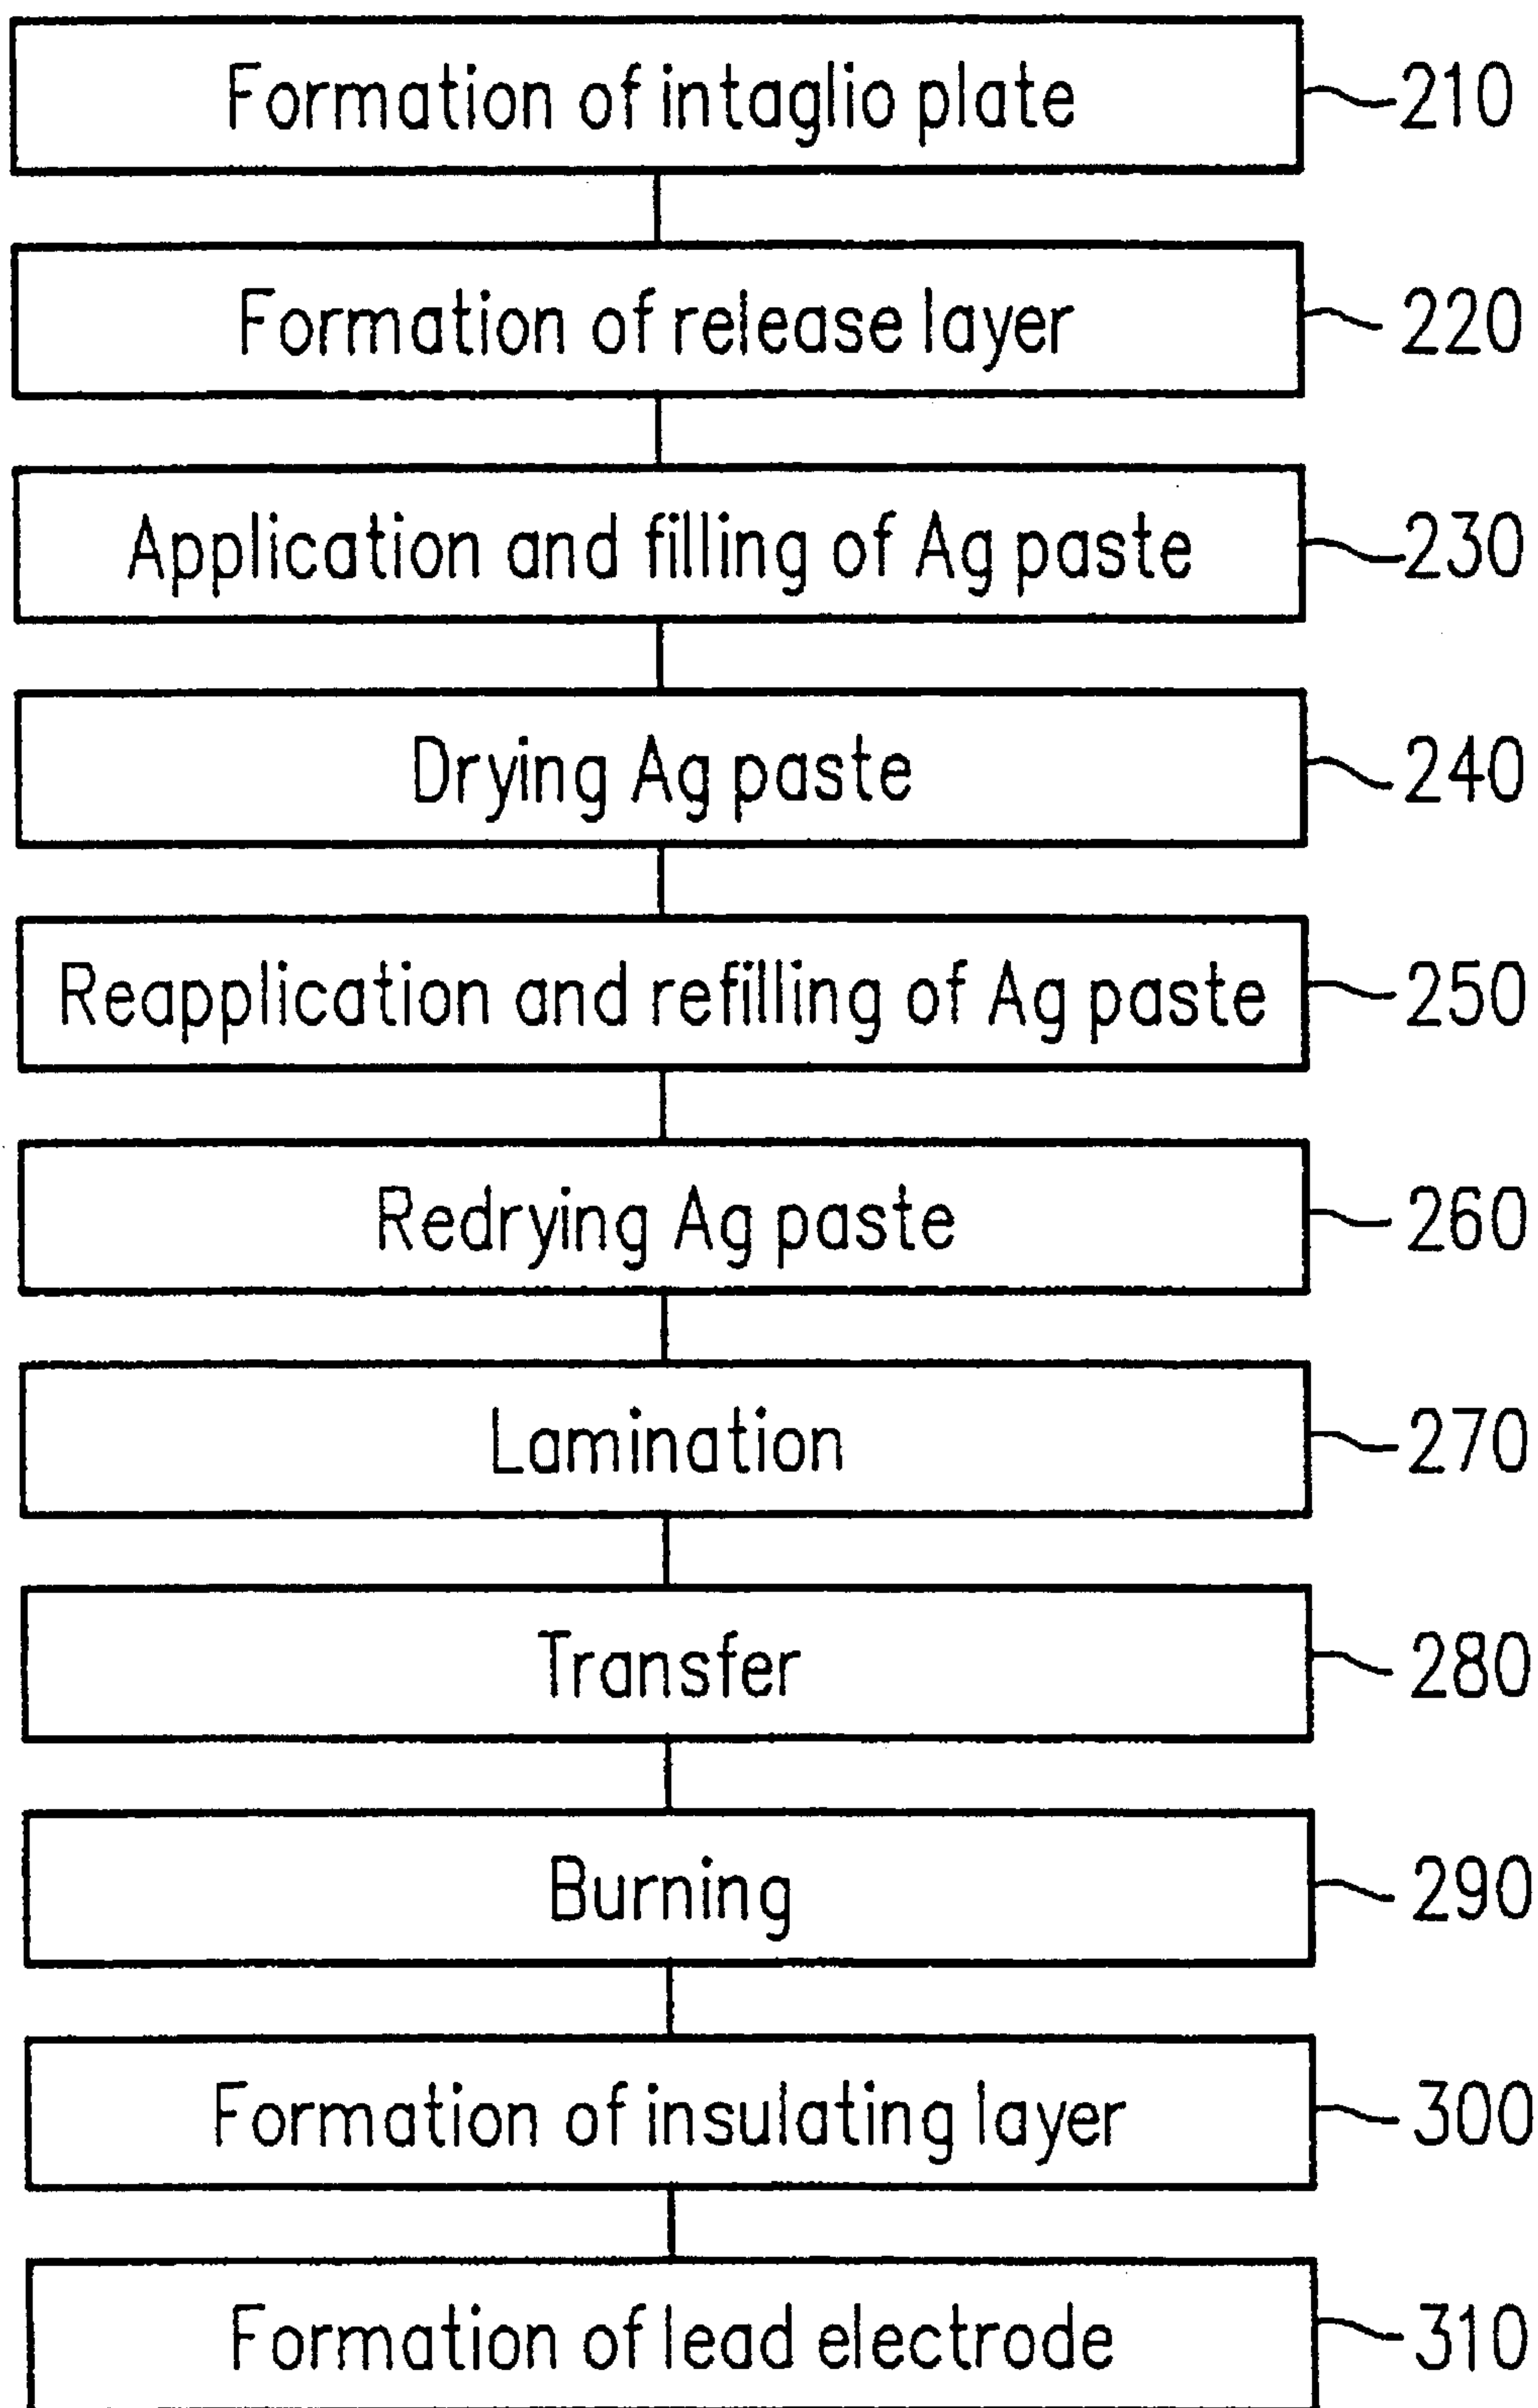 Formation of intaglio plate 210
Formation of release layer 220
Application and filling of Ag paste 230
Drying Ag paste 240
Reapplication and refilling of Ag paste 250
Redrying Ag paste 260
Lamination 270
Transfer 280
Burning 290
Formation of insulating layer 300
Formation of lead electrode 310